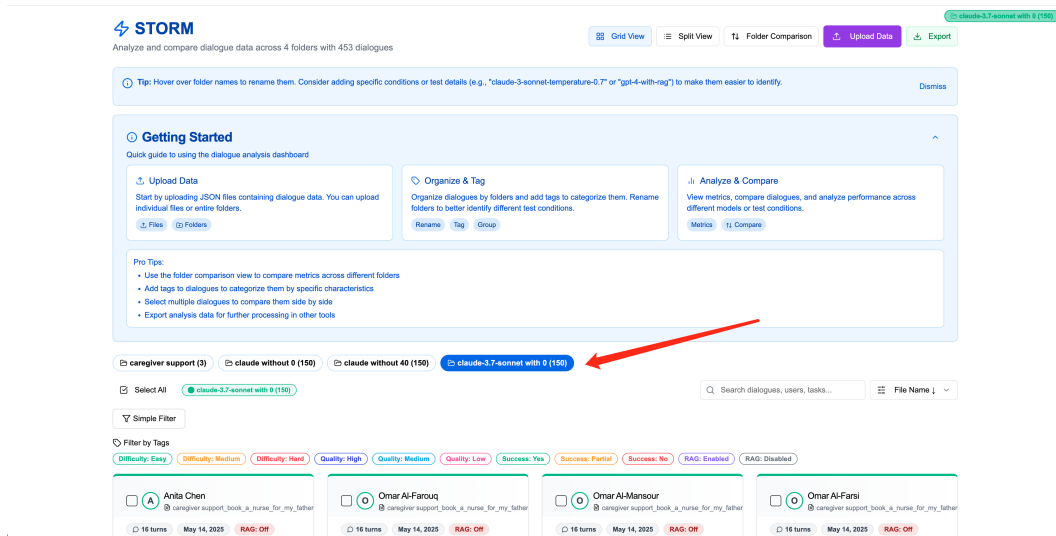 claude-3.7-sonnet with 0 (150)
STORM
Analyze and compare dialogue data across 4 folders with 453 dialogues
Grid View
Split View
Folder Comparison
Upload Data
Export
Tip: Hover over folder names to rename them. Consider adding specific conditions or test details (e.g., "claude-3-sonnet-temperature-0.7" or "gpt-4-with-rag") to make them easier to identify.
Dismiss
Getting Started
Quick guide to using the dialogue analysis dashboard
Upload Data
Start by uploading JSON files containing dialogue data. You can upload
individual files or entire folders.
Files
Folders
Organize & Tag
Organize dialogues by folders and add tags to categorize them. Rename
folders to better identify different test conditions.
Rename
Tag
Group
Analyze & Compare
View metrics, compare dialogues, and analyze performance across
different models or test conditions.
Metrics
Compare
Pro Tips:
• Use the folder comparison view to compare metrics across different folders
• Add tags to dialogues to categorize them by specific characteristics
• Select multiple dialogues to compare them side by side
• Export analysis data for further processing in other tools
caregiver support (3)
claude without 0 (150)
claude without 40 (150)
claude-3.7-sonnet with 0 (150)
Select All
claude-3.7-sonnet with 0 (150)
Search dialogues, users, tasks...
File Name ↓
Simple Filter
Filter by Tags
Difficulty: Easy
Difficulty: Medium
Difficulty: Hard
Quality: High
Quality: Medium
Quality: Low
Success: Yes
Success: Partial
Success: No
RAG: Enabled
RAG: Disabled
A
Anita Chen
caregiver support_book_a_nurse_for_my_father
16 turns
May 14, 2025
RAG: Off
O
Omar Al-Farouq
caregiver support_book_a_nurse_for_my_father
16 turns
May 14, 2025
RAG: Off
O
Omar Al-Mansour
caregiver support_book_a_nurse_for_my_father
16 turns
May 14, 2025
RAG: Off
O
Omar Al-Farsi
caregiver support_book_a_nurse_for_my_father
16 turns
May 14, 2025
RAG: Off